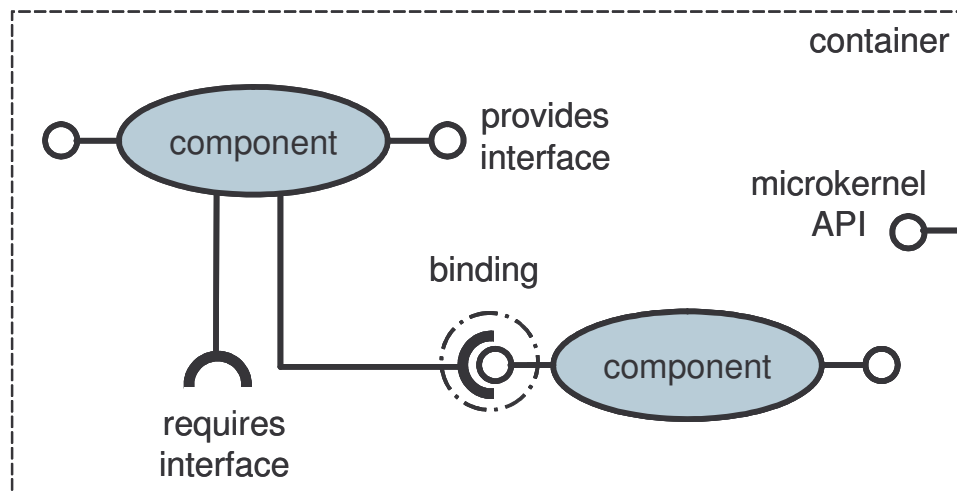 container
component
provides
interface
microkernel
API
binding
component
requires
interface